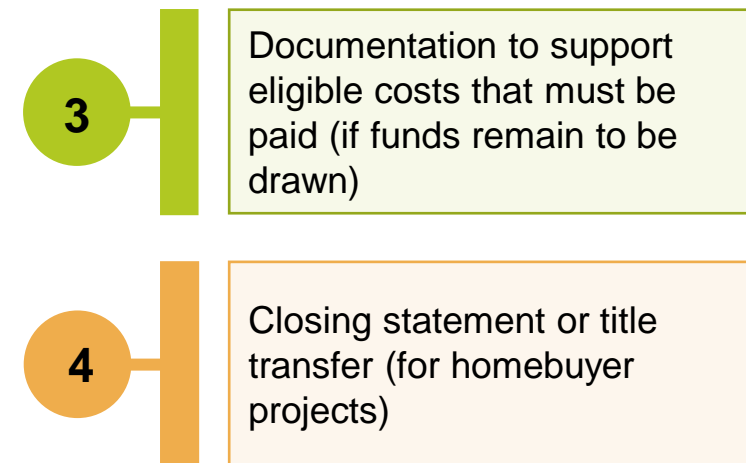 3
Documentation to support
eligible costs that must be
paid (if funds remain to be
drawn)
4
Closing statement or title
transfer (for homebuyer
projects)